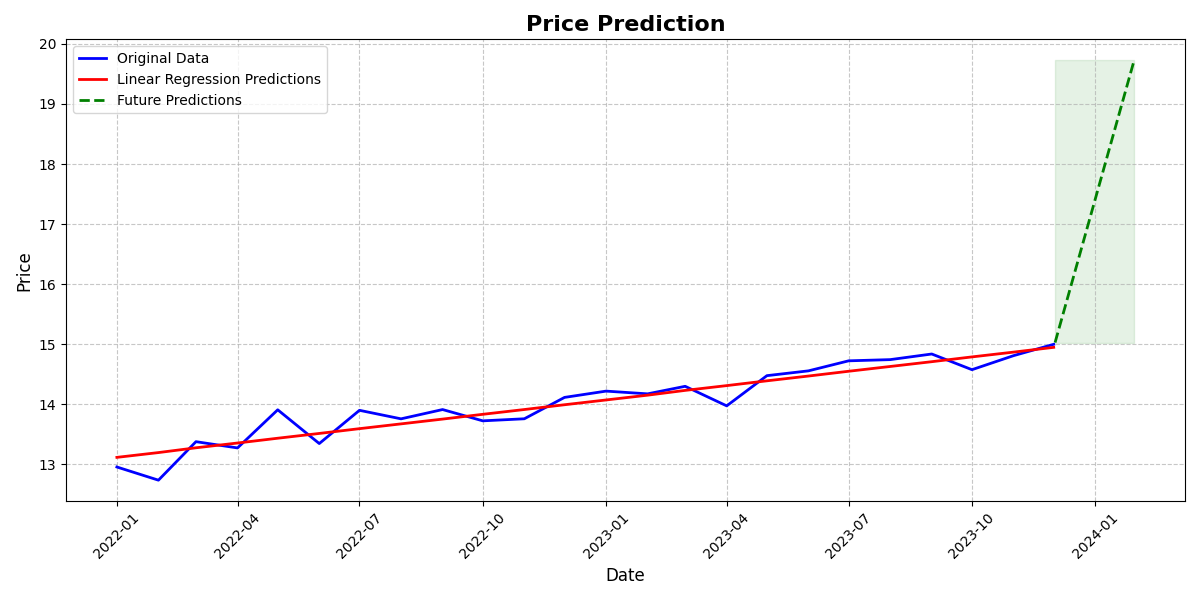 Price Prediction
Original Data
Linear Regression Predictions
Future Predictions
20
19
18
17
16
15
14
13
Price
2022-01
2022-04
2022-07
2022-10
2023-01
2023-04
2023-07
2023-10
2024-01
Date